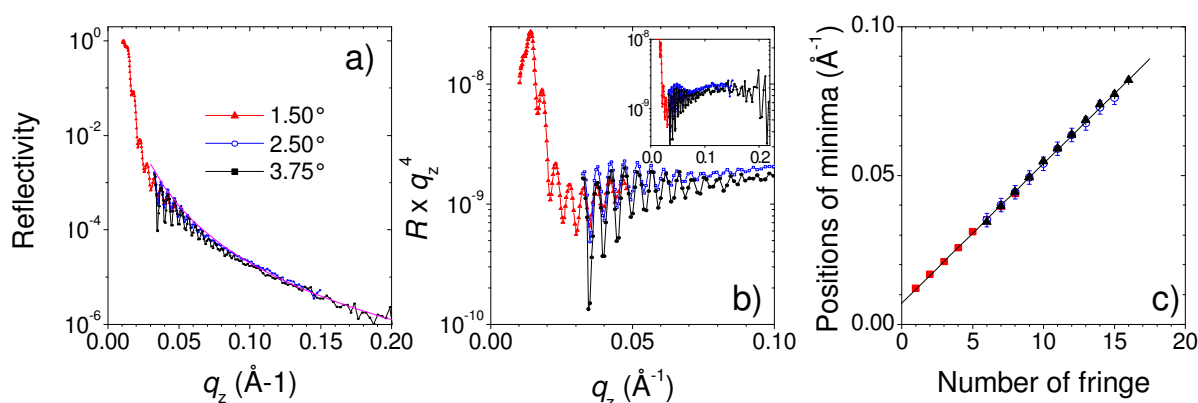 a)
Reflectivity
10^0
10^-2
10^-4
10^-6
1.50°
2.50°
3.75°
0.00 0.05 0.10 0.15 0.20
q_z (Å-1)
b)
R x q_z^4
10^-8
10^-9
10^-10
0.00 0.05 0.10
q_z (Å^-1)
10^-8
10^-9
0.0 0.1 0.2
c)
Positions of minima (Å^-1)
0.10
0.05
0.00
0 5 10 15 20
Number of fringe